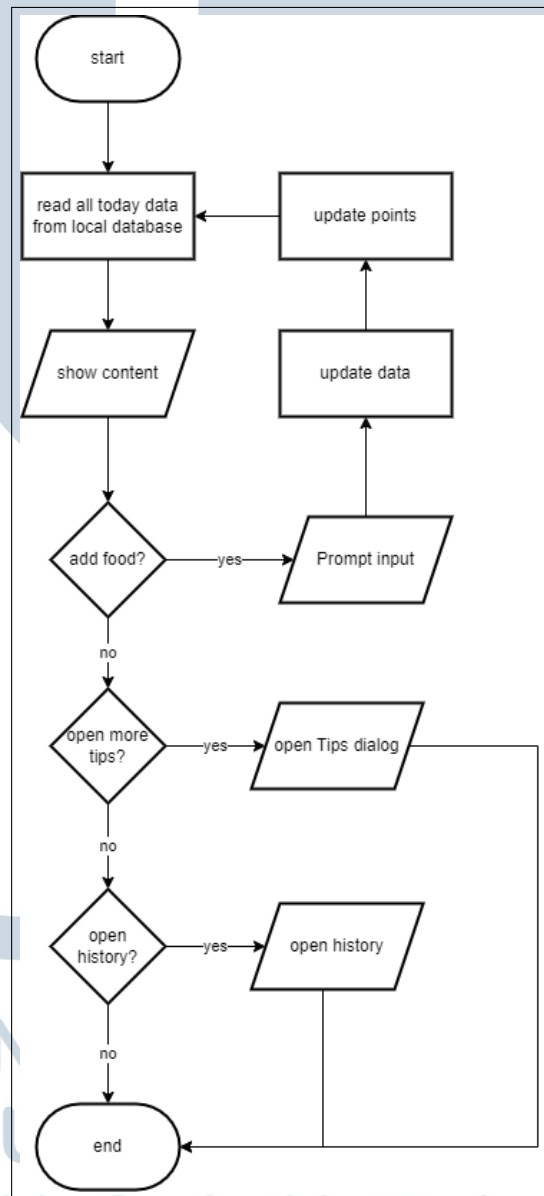 start
read all today data
from local database
update points
show content
update data
add food?
yes
Prompt input
no
open more
tips?
yes
open Tips dialog
no
open
history?
yes
open history
no
end